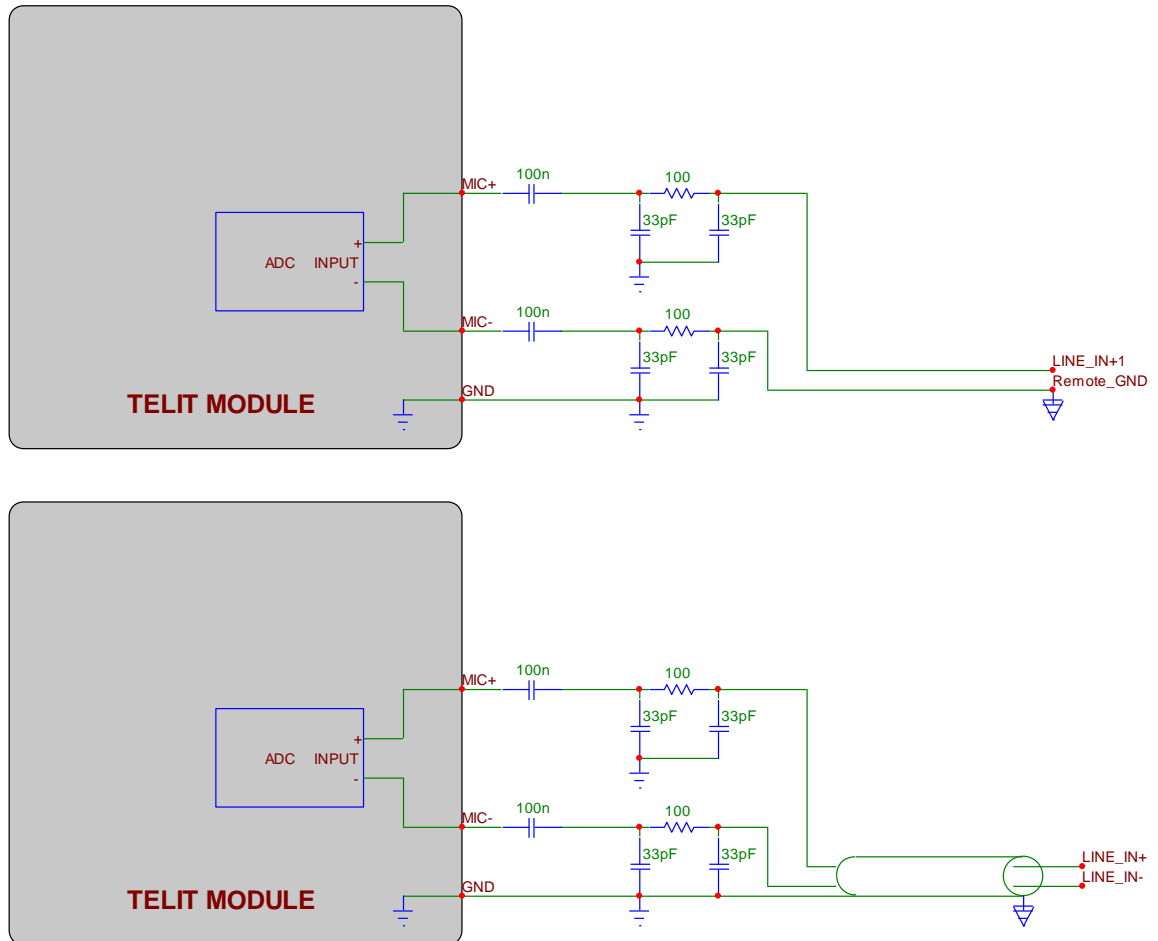 100n
100
MIC+
33pF
33pF
+
ADC INPUT
-
100n
100
MIC-
33pF
33pF
LINE_IN+1
Remote_GND
GND
TELIT MODULE
100n
100
MIC+
33pF
33pF
+
ADC INPUT
-
100n
100
MIC-
33pF
33pF
LINE_IN+
LINE_IN-
GND
TELIT MODULE